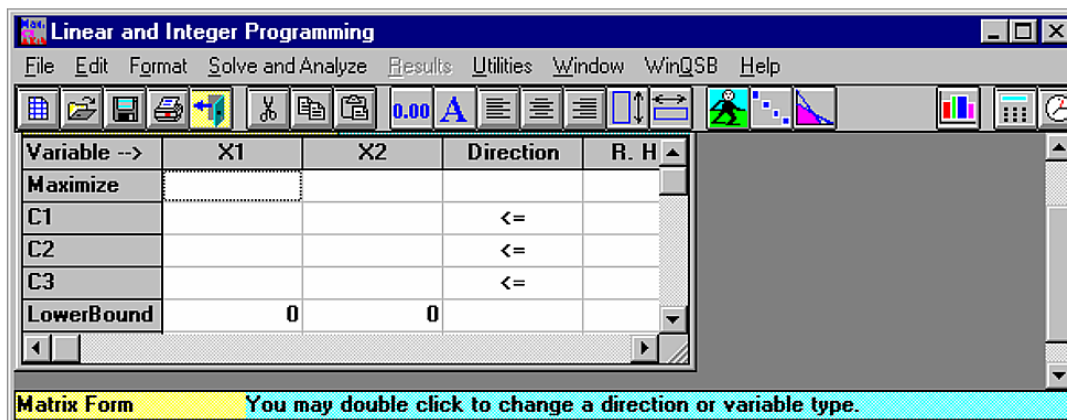 Linear and Integer Programming
File Edit Format Solve and Analyze Results Utilities Window WinQSB Help
0.00 A
Variable --> X1 X2 Direction R. H
Maximize
C1 <=
C2 <=
C3 <=
LowerBound 0 0
Matrix Form You may double click to change a direction or variable type.